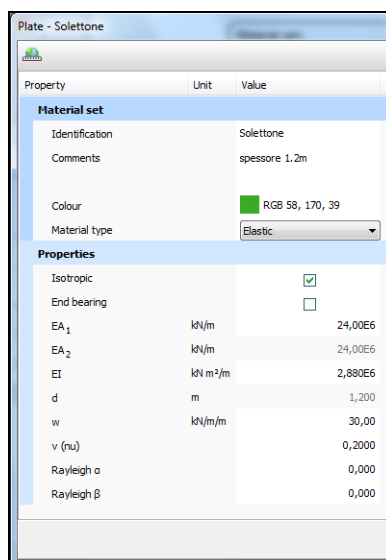 Plate - Solettone
Property Unit Value
Material set
Identification Solettone
Comments spessore 1.2m
Colour RGB 58, 170, 39
Material type Elastic
Properties
Isotropic
End bearing
EA1 kN/m 24,00E6
EA2 kN/m 24,00E6
EI kN m²/m 2,880E6
d m 1,200
w kN/m/m 30,00
ν (nu) 0,2000
Rayleigh α 0,000
Rayleigh β 0,000